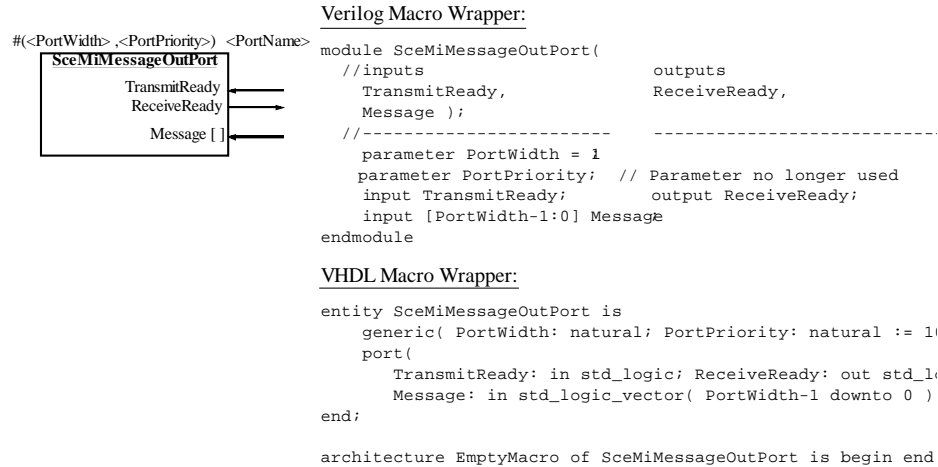 Verilog Macro Wrapper:
#(<PortWidth> ,<PortPriority>) <PortName>
SceMiMessageOutPort
TransmitReady
ReceiveReady
Message [ ]
module SceMiMessageOutPort(
//inputs outputs
TransmitReady, ReceiveReady,
Message );
//------------------------ ---------------------------
parameter PortWidth = 1;
parameter PortPriority; // Parameter no longer used
input TransmitReady; output ReceiveReady;
input [PortWidth-1:0] Message;
endmodule
VHDL Macro Wrapper:
entity SceMiMessageOutPort is
generic( PortWidth: natural; PortPriority: natural := 10
port(
TransmitReady: in std_logic; ReceiveReady: out std_lo
Message: in std_logic_vector( PortWidth-1 downto 0 )
end;
architecture EmptyMacro of SceMiMessageOutPort is begin end